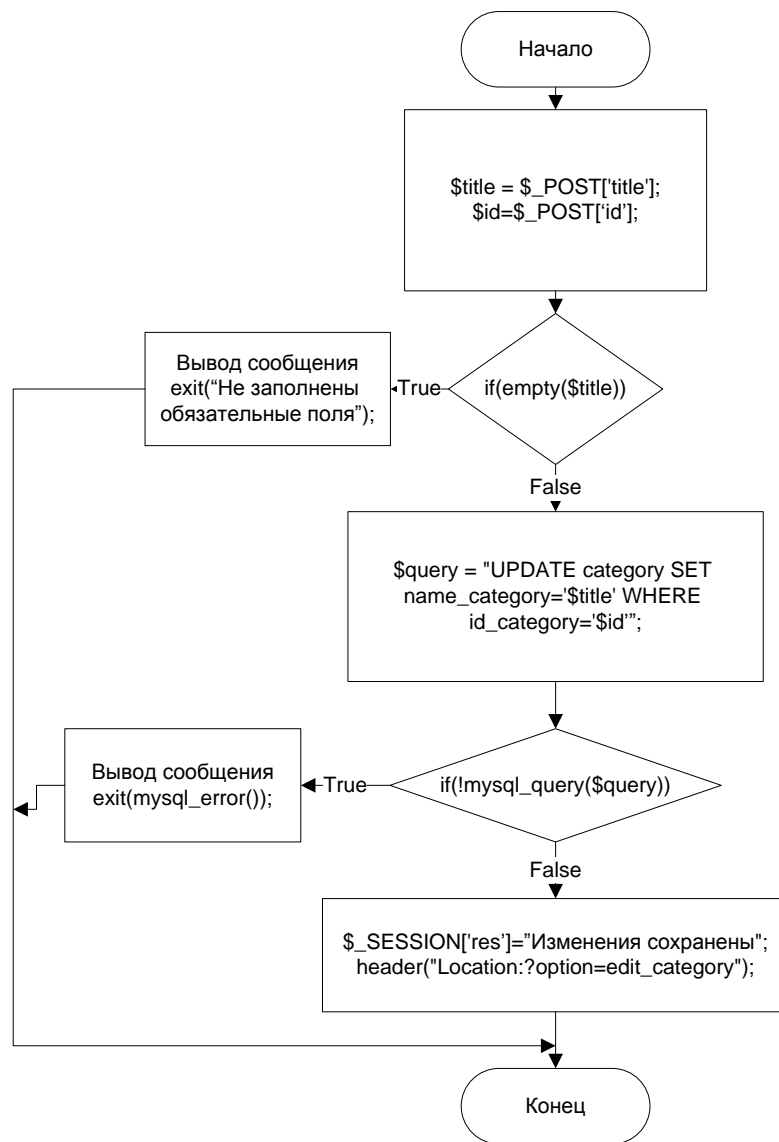 Начало
$title = $_POST['title'];
$id=$_POST[‘id’];
if(empty($title))
True
Вывод сообщения
exit(“Не заполнены
обязательные поля”);
False
$query = "UPDATE category SET
name_category='$title' WHERE
id_category='$id'”;
if(!mysql_query($query))
True
Вывод сообщения
exit(mysql_error());
False
$_SESSION['res’]=”Изменения сохранены";
header("Location:?option=edit_category");
Конец